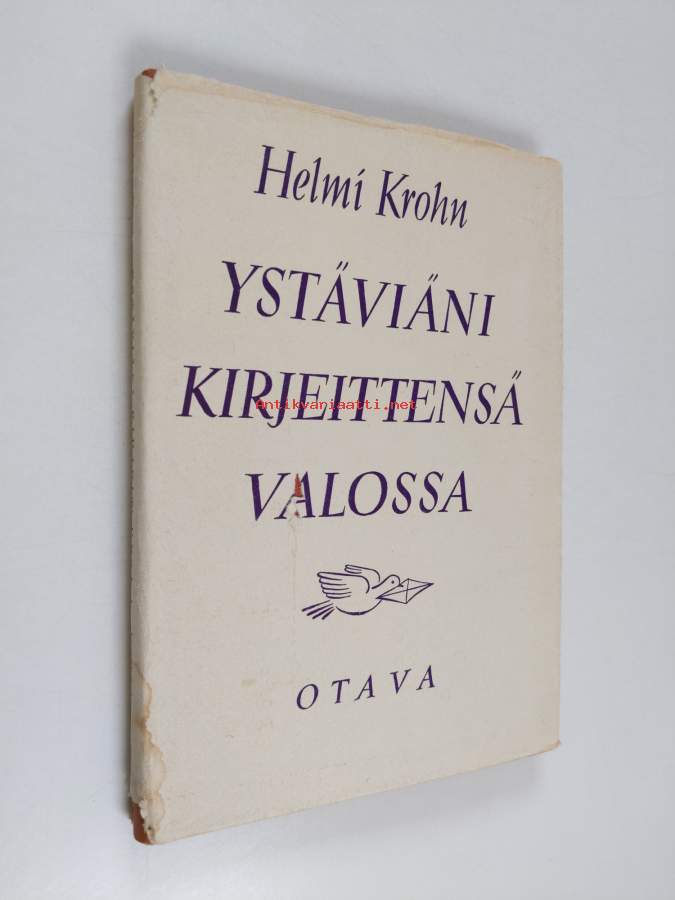 Helmi Krohn
YSTÄVIÄNI
KIRJEITTENSÄ
Antikvariaatti.net
VALOSSA
OTAVA